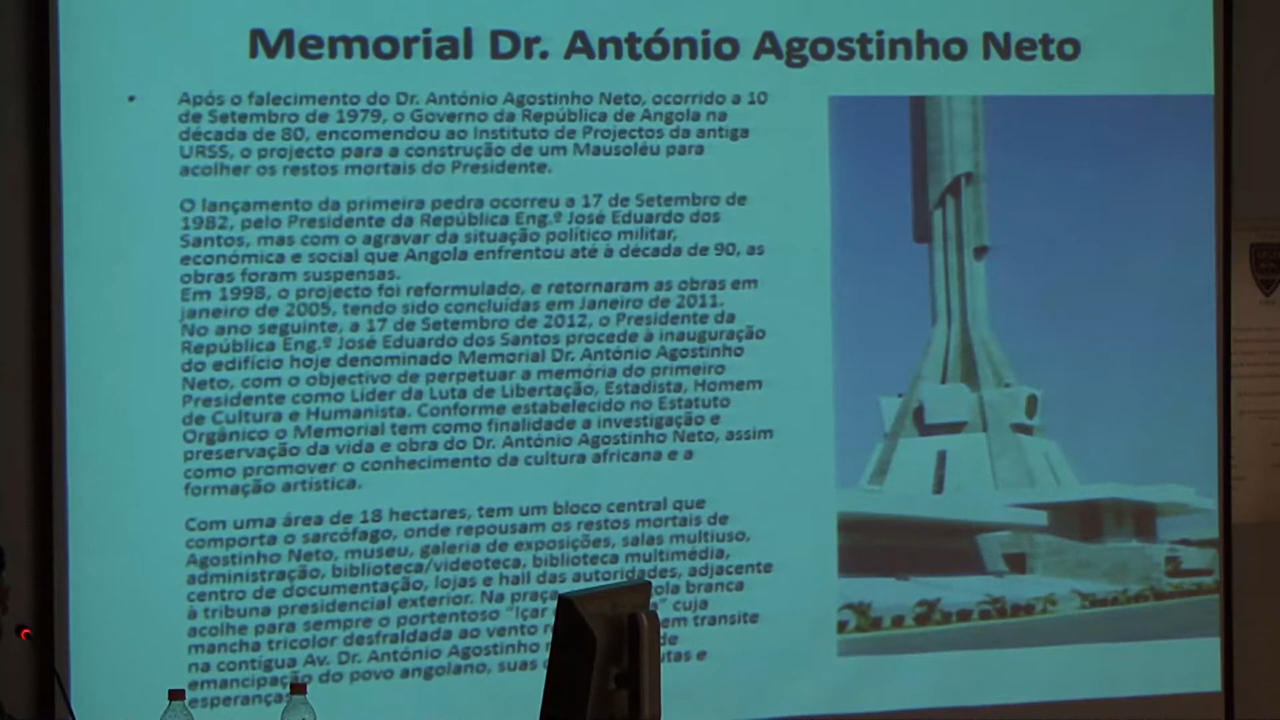 Memorial Dr. António Agostinho Neto
• Após o falecimento do Dr. António Agostinho Neto, ocorrido a 10
de Setembro de 1979, o Governo da República de Angola na
década de 80, encomendou ao Instituto de Projectos da antiga
URSS, o projecto para a construção de um Mausoléu para
acolher os restos mortais do Presidente.
O lançamento da primeira pedra ocorreu a 17 de Setembro de
1982, pelo Presidente da República Eng.º José Eduardo dos
Santos, mas com o agravar da situação político militar,
económica e social que Angola enfrentou até à década de 90, as
obras foram suspensas.
Em 1998, o projecto foi reformulado, e retornaram as obras em
janeiro de 2005, tendo sido concluídas em Janeiro de 2011.
No ano seguinte, a 17 de Setembro de 2012, o Presidente da
República Eng.º José Eduardo dos Santos procede à inauguração
do edifício hoje denominado Memorial Dr. António Agostinho
Neto, com o objectivo de perpetuar a memória do primeiro
Presidente como Líder da Luta de Libertação, Estadista, Homem
de Cultura e Humanista. Conforme estabelecido no Estatuto
Orgânico o Memorial tem como finalidade a investigação e
preservação da vida e obra do Dr. António Agostinho Neto, assim
como promover o conhecimento da cultura africana e a
formação artística.
Com uma área de 18 hectares, tem um bloco central que
comporta o sarcófago, onde repousam os restos mortais de
Agostinho Neto, museu, galeria de exposições, salas multiuso,
administração, biblioteca/videoteca, biblioteca multimédia,
centro de documentação, lojas e hall das autoridades, adjacente
à tribuna presidencial exterior. Na praça branca
acolhe para sempre o portentoso "Içar cuja
mancha tricolor desfraldada ao vento em transite
na contígua Av. Dr. António Agostinho de
emancipação do povo angolano, suas e
esperanças